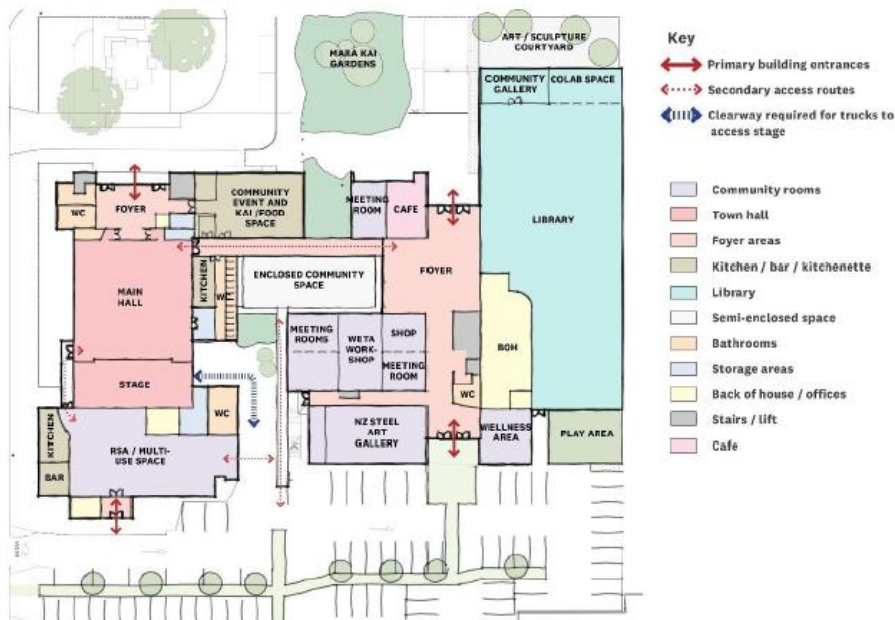 ART / SCULPTURE
COURTYARD
MARA KAI
GARDENS
COMMUNITY
GALLERY
COLAB SPACE
WC
FOYER
COMMUNITY
EVENT AND
KAI /FOOD
SPACE
MEETING
ROOM
CAFE
LIBRARY
FOYER
MAIN
HALL
KITCHEN
WC
ENCLOSED COMMUNITY
SPACE
MEETING
ROOMS
WETA
WORK-
SHOP
SHOP
MEETING
ROOM
BOH
STAGE
WC
WC
KITCHEN
BAR
RSA / MULTI-
USE SPACE
NZ STEEL
ART
GALLERY
WELLNESS
AREA
PLAY AREA
Key
Primary building entrances
Secondary access routes
Clearway required for trucks to
access stage
Community rooms
Town hall
Foyer areas
Kitchen / bar / kitchenette
Library
Semi-enclosed space
Bathrooms
Storage areas
Back of house / offices
Stairs / lift
Café